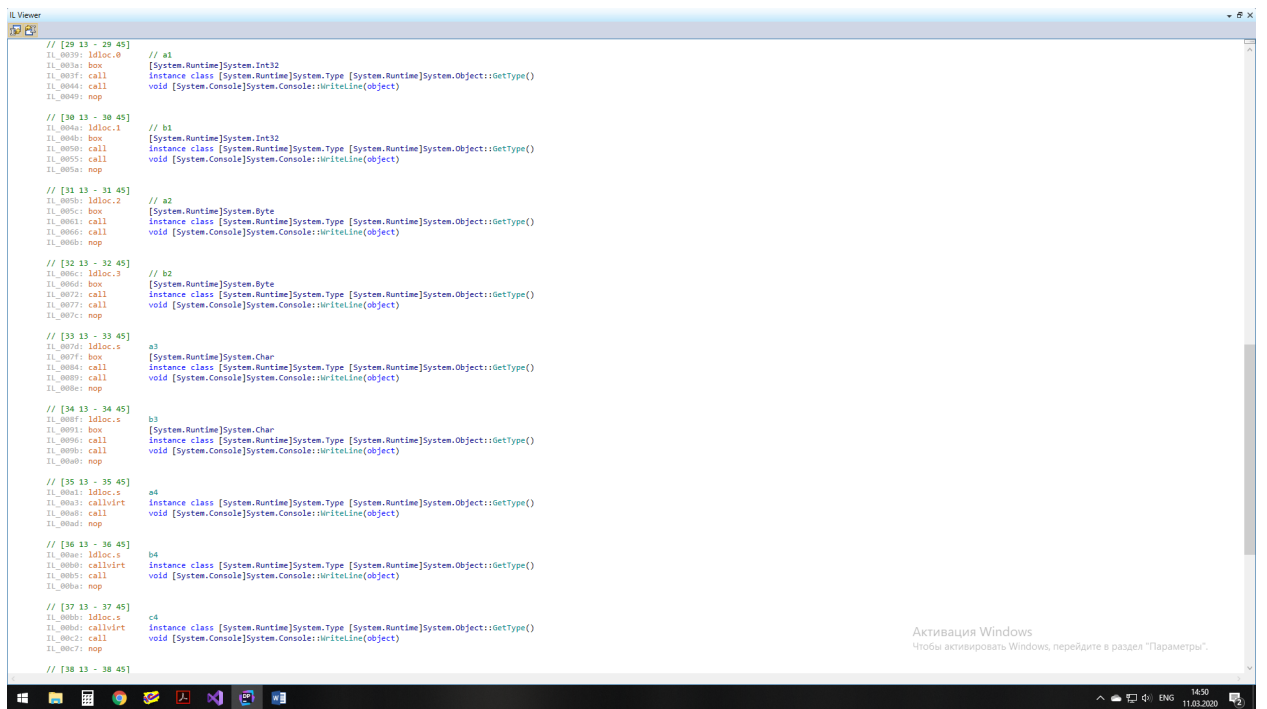 IL Viewer
// [29 13 - 29 45]
IL_0039: ldloc.0 // a1
IL_003a: box [System.Runtime]System.Int32
IL_003f: call instance class [System.Runtime]System.Type [System.Runtime]System.Object::GetType()
IL_0044: call void [System.Console]System.Console::WriteLine(object)
IL_0049: nop
// [30 13 - 30 45]
IL_004a: ldloc.1 // b1
IL_004b: box [System.Runtime]System.Int32
IL_0050: call instance class [System.Runtime]System.Type [System.Runtime]System.Object::GetType()
IL_0055: call void [System.Console]System.Console::WriteLine(object)
IL_005a: nop
// [31 13 - 31 45]
IL_005b: ldloc.2 // a2
IL_005c: box [System.Runtime]System.Byte
IL_0061: call instance class [System.Runtime]System.Type [System.Runtime]System.Object::GetType()
IL_0066: call void [System.Console]System.Console::WriteLine(object)
IL_006b: nop
// [32 13 - 32 45]
IL_006c: ldloc.3 // b2
IL_006d: box [System.Runtime]System.Byte
IL_0072: call instance class [System.Runtime]System.Type [System.Runtime]System.Object::GetType()
IL_0077: call void [System.Console]System.Console::WriteLine(object)
IL_007c: nop
// [33 13 - 33 45]
IL_007d: ldloc.s a3
IL_007f: box [System.Runtime]System.Char
IL_0084: call instance class [System.Runtime]System.Type [System.Runtime]System.Object::GetType()
IL_0089: call void [System.Console]System.Console::WriteLine(object)
IL_008e: nop
// [34 13 - 34 45]
IL_008f: ldloc.s b3
IL_0091: box [System.Runtime]System.Char
IL_0096: call instance class [System.Runtime]System.Type [System.Runtime]System.Object::GetType()
IL_009b: call void [System.Console]System.Console::WriteLine(object)
IL_00a0: nop
// [35 13 - 35 45]
IL_00a1: ldloc.s a4
IL_00a3: callvirt instance class [System.Runtime]System.Type [System.Runtime]System.Object::GetType()
IL_00a8: call void [System.Console]System.Console::WriteLine(object)
IL_00ad: nop
// [36 13 - 36 45]
IL_00ae: ldloc.s b4
IL_00b0: callvirt instance class [System.Runtime]System.Type [System.Runtime]System.Object::GetType()
IL_00b5: call void [System.Console]System.Console::WriteLine(object)
IL_00ba: nop
// [37 13 - 37 45]
IL_00bb: ldloc.s c4
IL_00bd: callvirt instance class [System.Runtime]System.Type [System.Runtime]System.Object::GetType()
IL_00c2: call void [System.Console]System.Console::WriteLine(object)
IL_00c7: nop
// [38 13 - 38 45]
Активация Windows
Чтобы активировать Windows, перейдите в раздел "Параметры".
DP
ENG
14:50
11.03.2020
2